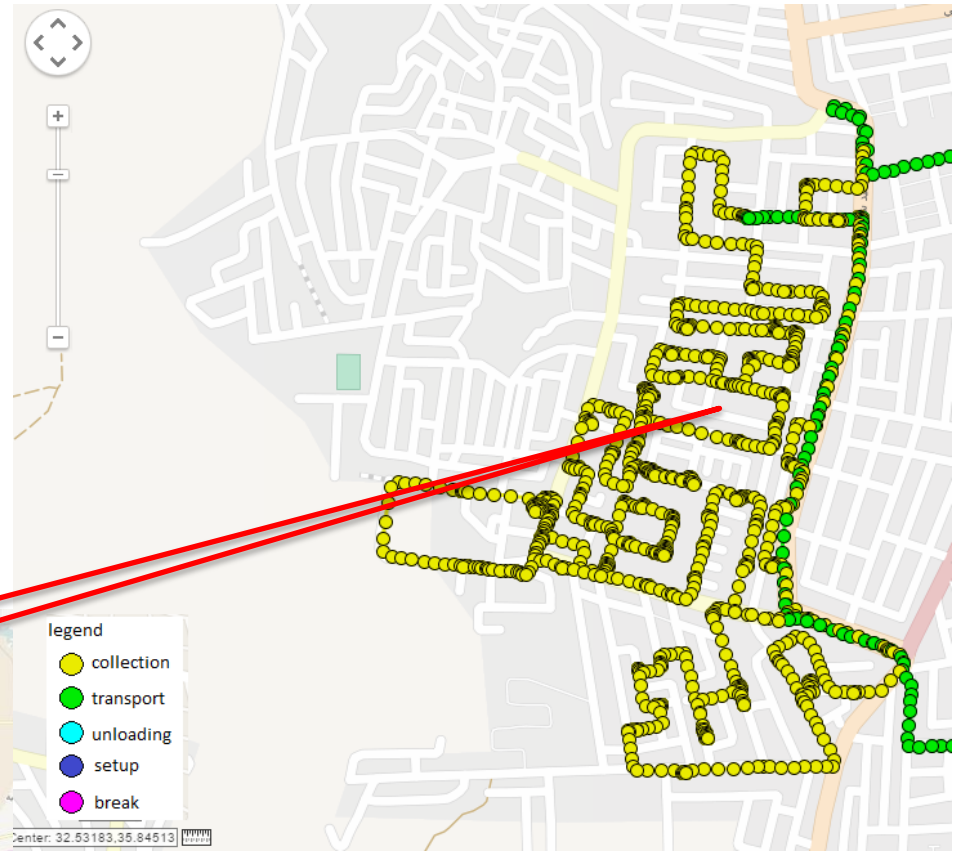 legend
collection
transport
unloading
setup
break
Center: 32.53183,35.84513